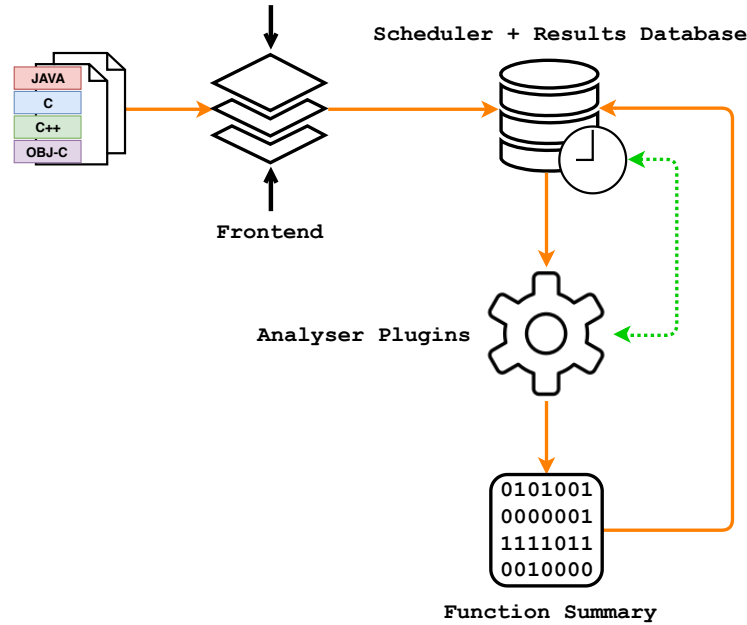 Scheduler + Results Database
JAVA
C
C++
OBJ-C
Frontend
Analyser Plugins
0101001
0000001
1111011
0010000
Function Summary